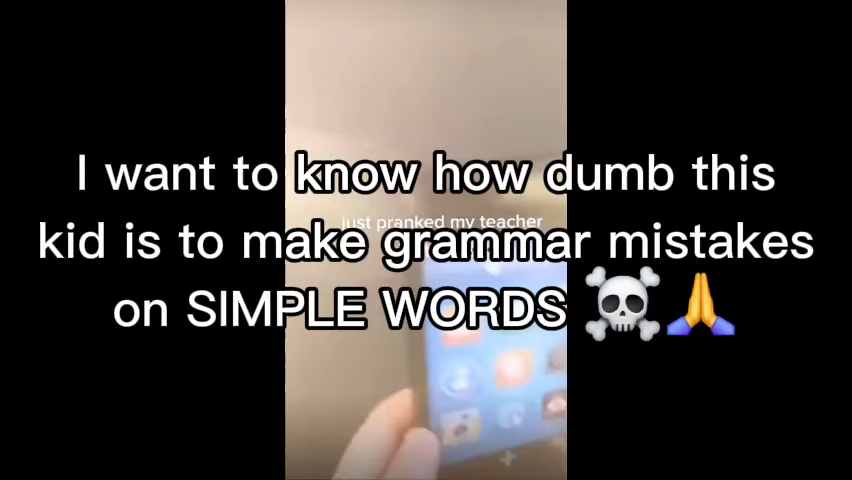 I want to know how dumb this
just pranked my teacher
kid is to make grammar mistakes
on SIMPLE WORDS ☠️🙏